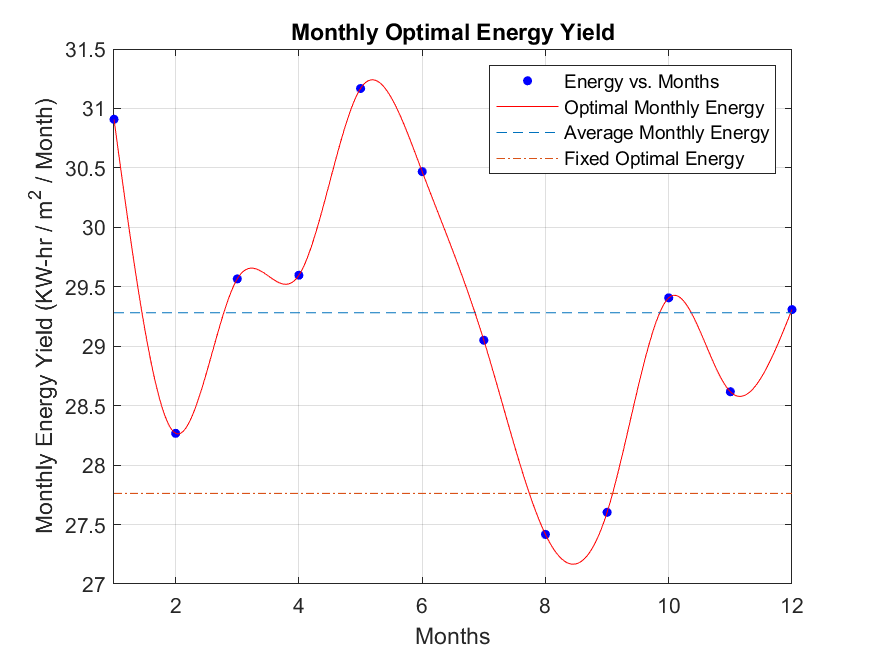 Monthly Optimal Energy Yield
31.5
31
30.5
30
29.5
29
28.5
28
27.5
27
Monthly Energy Yield (KW-hr / m² / Month)
Energy vs. Months
Optimal Monthly Energy
Average Monthly Energy
Fixed Optimal Energy
2 4 6 8 10 12
Months